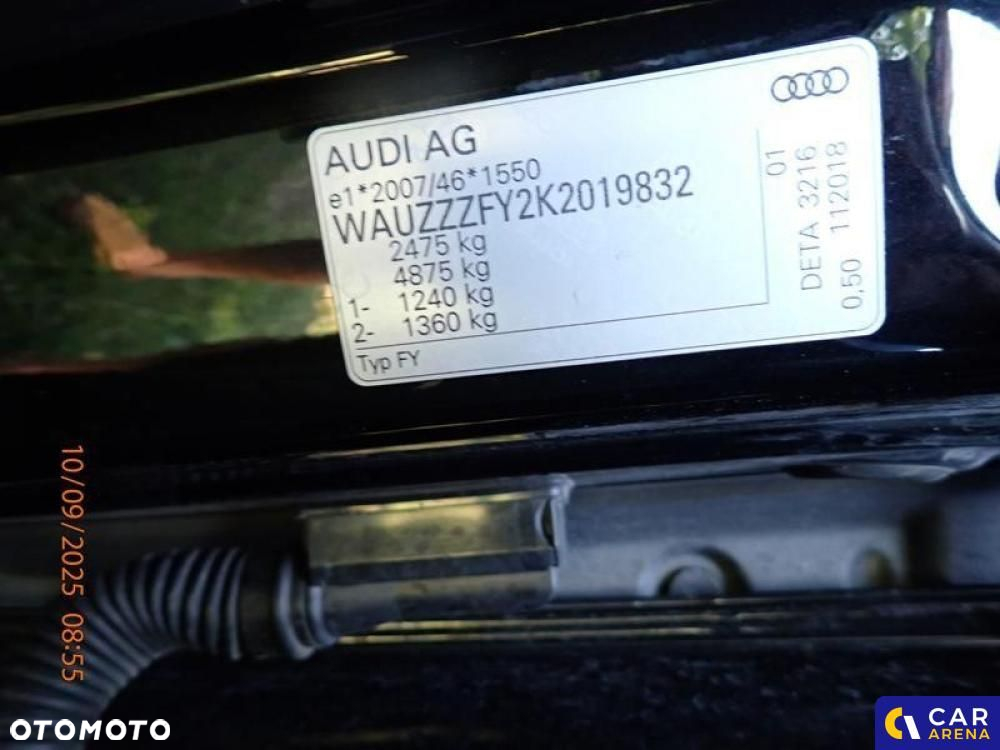 AUDI AG
e1*2007/46*1550
WAUZZZFY2K2019832
2475 kg
4875 kg
1- 1240 kg
2- 1360 kg
Typ FY
01
DETA 3216
0,50 112018
10/09/2025 08:55
OTOMOTO
CAR
ARENA